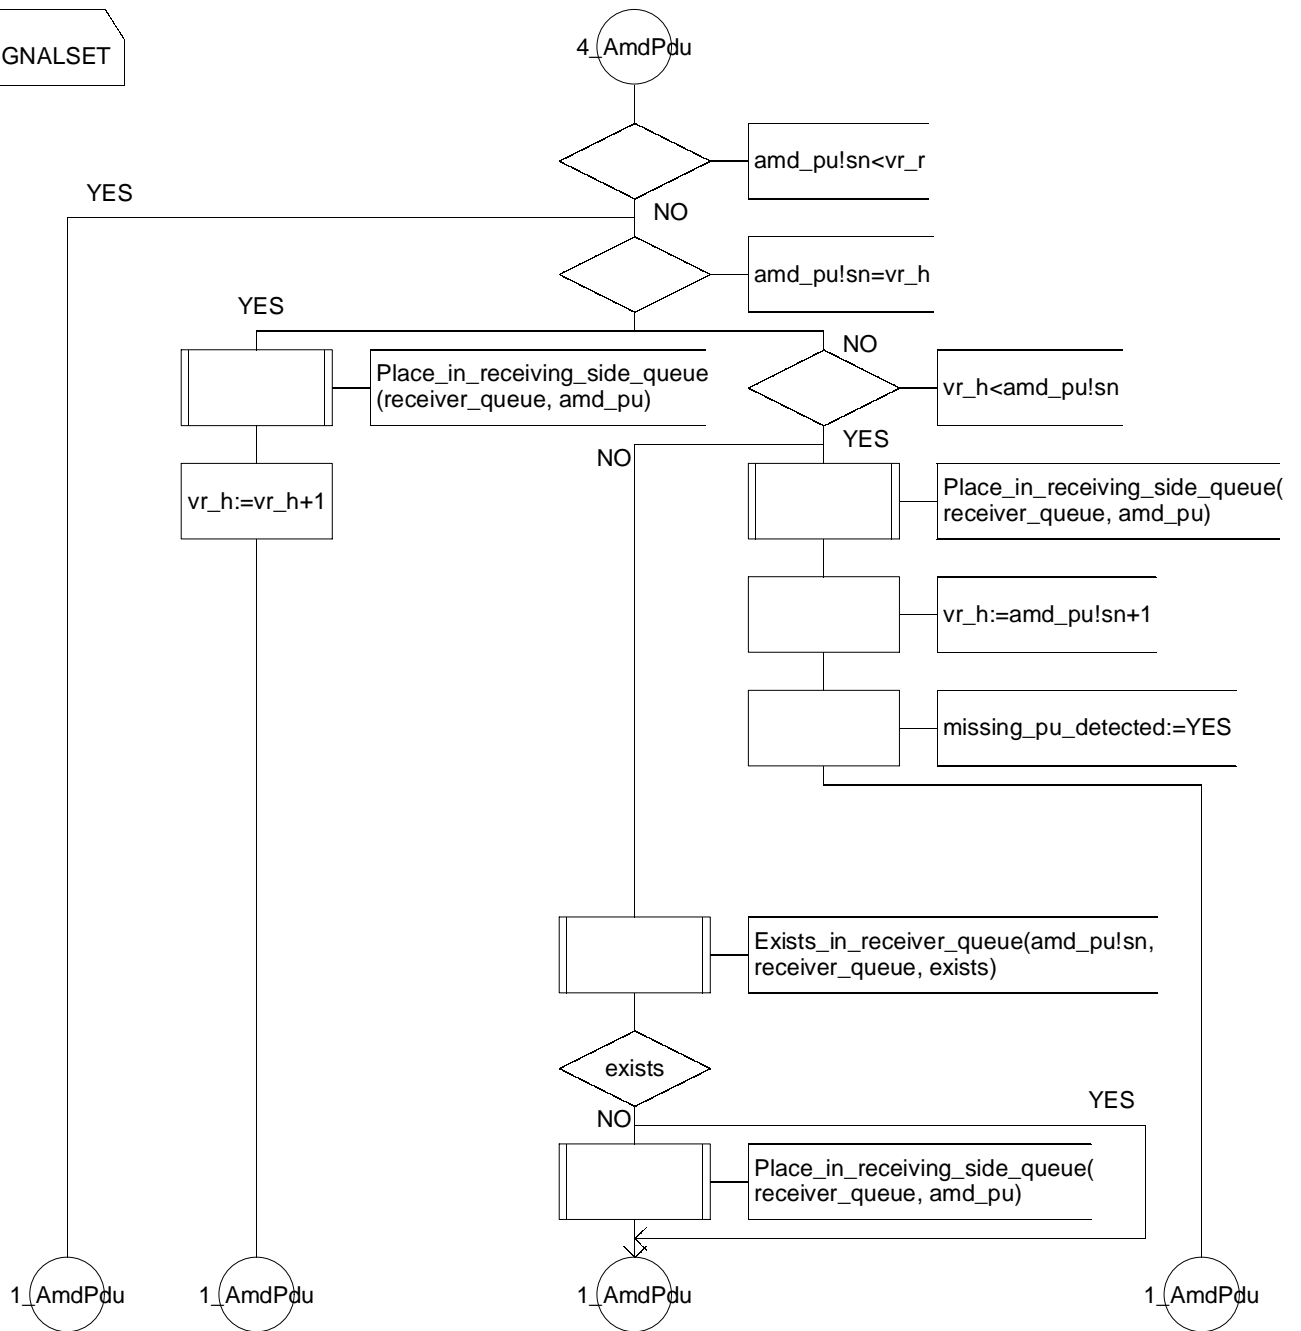 GNALSET
4_AmdPdu
amd_pu!sn<vr_r
YES
NO
amd_pu!sn=vr_h
YES
NO
Place_in_receiving_side_queue
(receiver_queue, amd_pu)
vr_h<amd_pu!sn
YES
NO
vr_h:=vr_h+1
Place_in_receiving_side_queue(
receiver_queue, amd_pu)
vr_h:=amd_pu!sn+1
missing_pu_detected:=YES
Exists_in_receiver_queue(amd_pu!sn,
receiver_queue, exists)
exists
NO
YES
Place_in_receiving_side_queue(
receiver_queue, amd_pu)
1_AmdPdu
1_AmdPdu
1_AmdPdu
1_AmdPdu